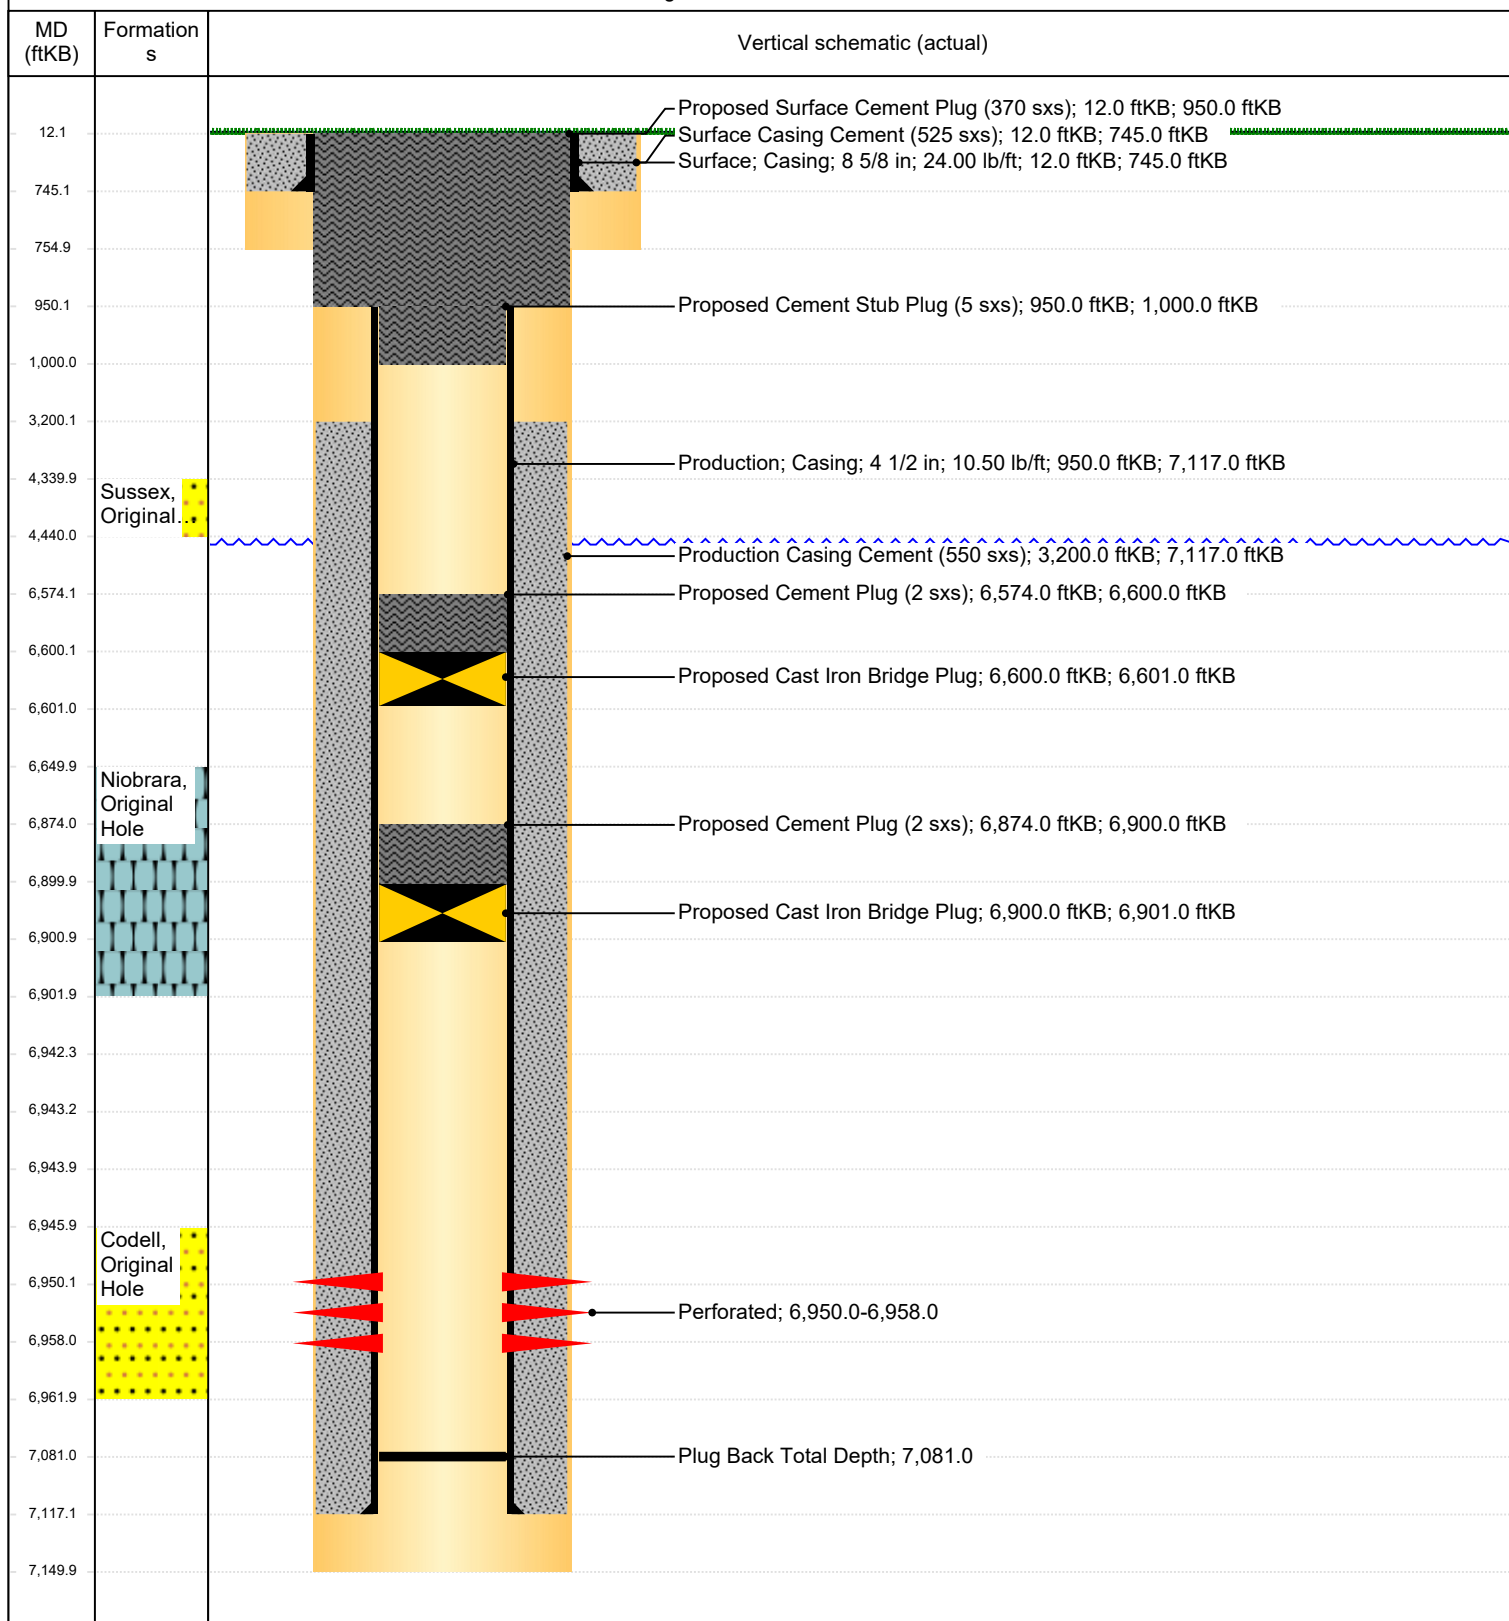 MD
(ftKB)
Formation
s
Vertical schematic (actual)
12.1
745.1
754.9
950.1
1,000.0
3,200.1
4,339.9
4,440.0
6,574.1
6,600.1
6,601.0
6,649.9
6,874.0
6,899.9
6,900.9
6,901.9
6,942.3
6,943.2
6,943.9
6,945.9
6,950.1
6,958.0
6,961.9
7,081.0
7,117.1
7,149.9
Sussex,
Original...
Niobrara,
Original
Hole
Codell,
Original
Hole
Proposed Surface Cement Plug (370 sxs); 12.0 ftKB; 950.0 ftKB
Surface Casing Cement (525 sxs); 12.0 ftKB; 745.0 ftKB
Surface; Casing; 8 5/8 in; 24.00 lb/ft; 12.0 ftKB; 745.0 ftKB
Proposed Cement Stub Plug (5 sxs); 950.0 ftKB; 1,000.0 ftKB
Production; Casing; 4 1/2 in; 10.50 lb/ft; 950.0 ftKB; 7,117.0 ftKB
Production Casing Cement (550 sxs); 3,200.0 ftKB; 7,117.0 ftKB
Proposed Cement Plug (2 sxs); 6,574.0 ftKB; 6,600.0 ftKB
Proposed Cast Iron Bridge Plug; 6,600.0 ftKB; 6,601.0 ftKB
Proposed Cement Plug (2 sxs); 6,874.0 ftKB; 6,900.0 ftKB
Proposed Cast Iron Bridge Plug; 6,900.0 ftKB; 6,901.0 ftKB
Perforated; 6,950.0-6,958.0
Plug Back Total Depth; 7,081.0